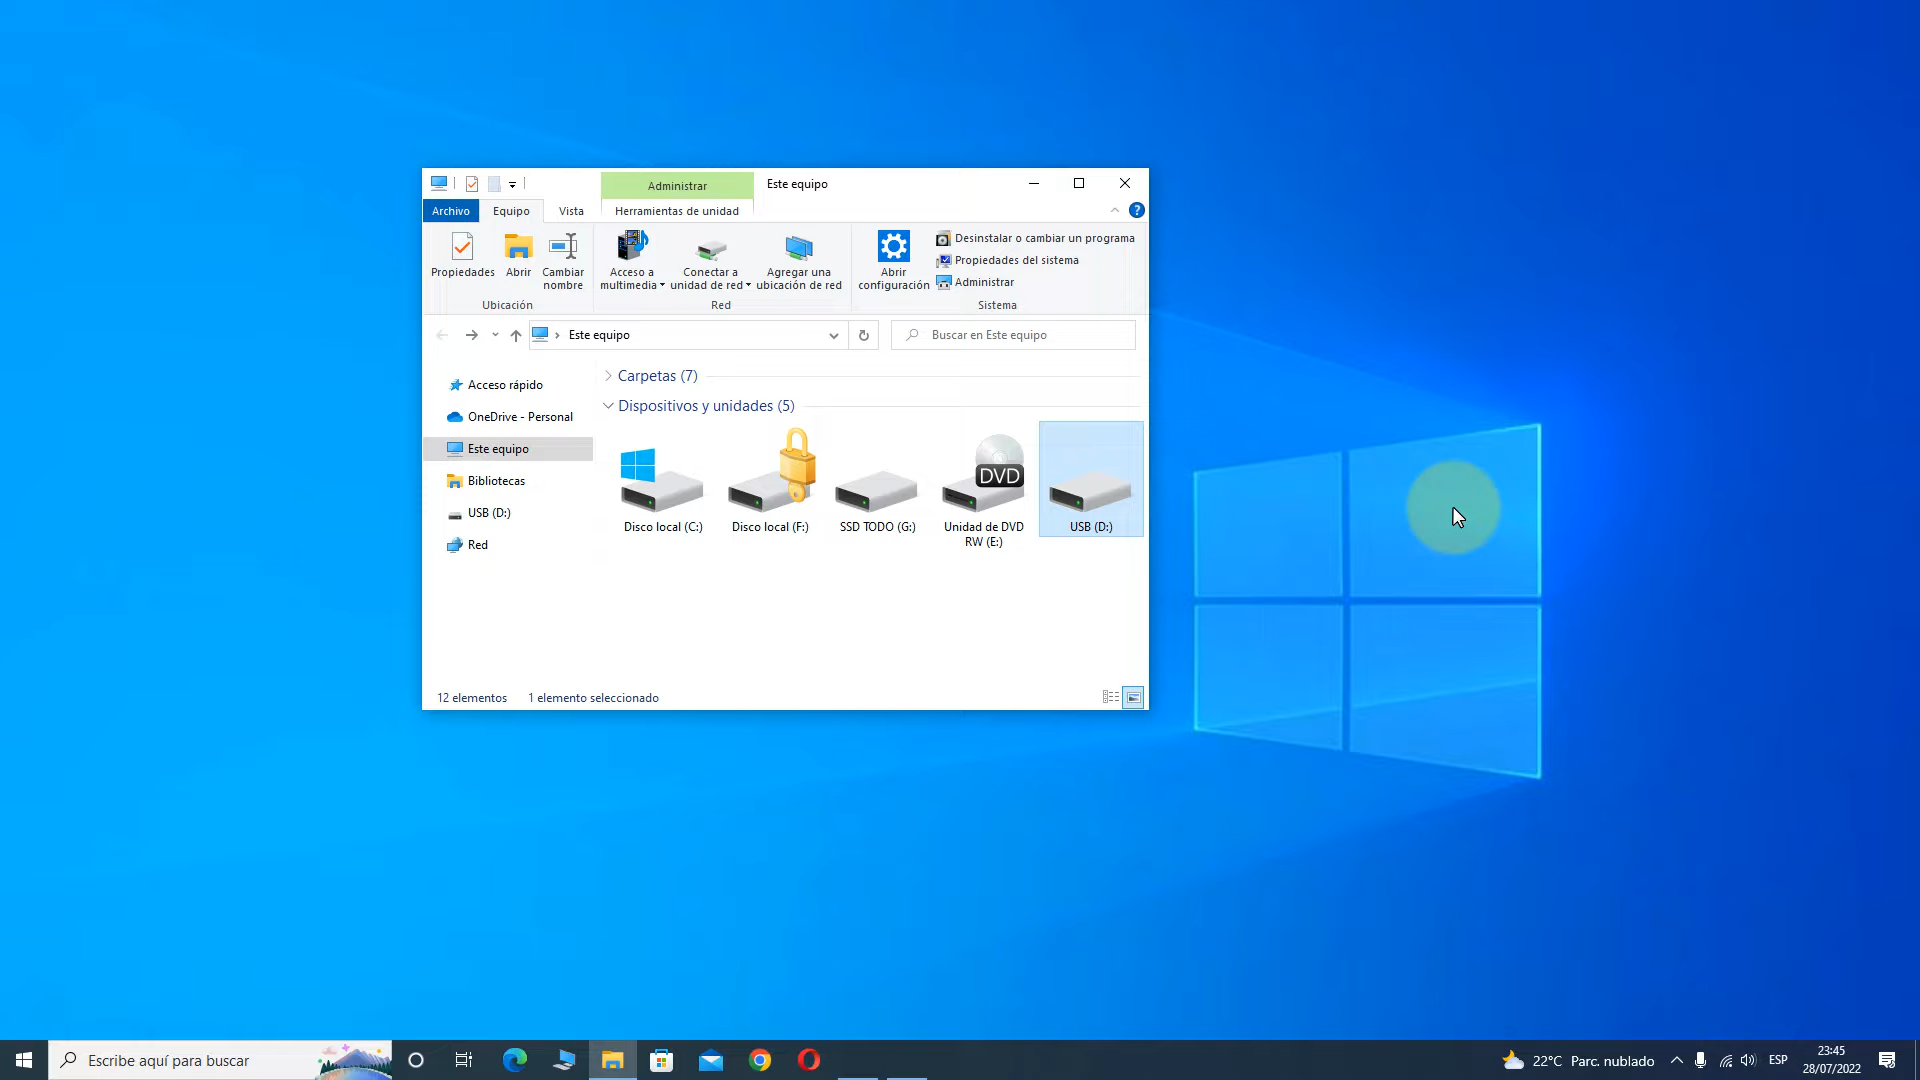 Administrar
Este equipo
Archivo
Equipo
Vista
Herramientas de unidad
?
Propiedades
Abrir
Cambiar
nombre
Acceso a
multimedia
Conectar a
unidad de red
Agregar una
ubicación de red
Abrir
configuración
Desinstalar o cambiar un programa
Propiedades del sistema
Administrar
Ubicación
Red
Sistema
Este equipo
Buscar en Este equipo
Acceso rápido
OneDrive - Personal
Este equipo
Bibliotecas
USB (D:)
Red
Carpetas (7)
Dispositivos y unidades (5)
DVD
Disco local (C:)
Disco local (F:)
SSD TODO (G:)
Unidad de DVD
RW (E:)
USB (D:)
12 elementos
1 elemento seleccionado
Escribe aquí para buscar
22°C Parc. nublado
ESP
23:45
28/07/2022